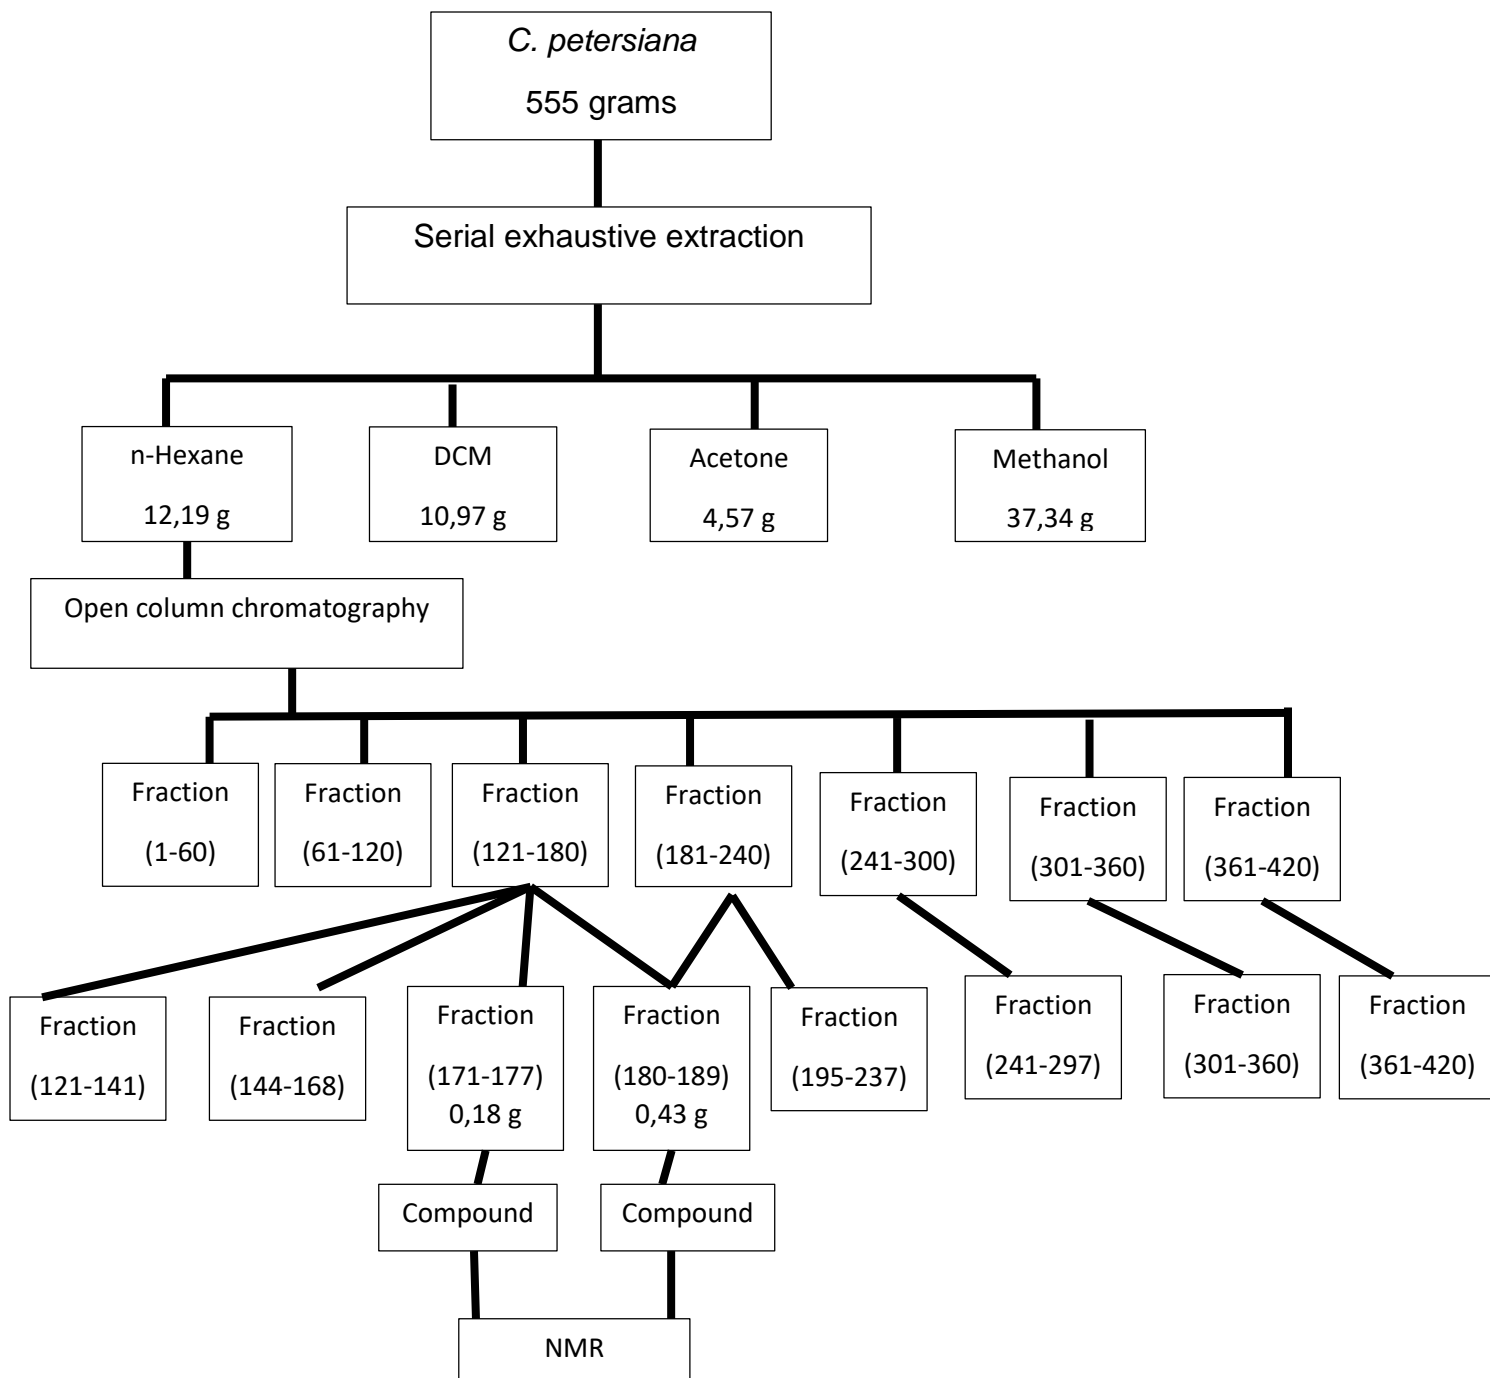 C. petersiana
555 grams
Serial exhaustive extraction
n-Hexane
12,19 g
DCM
10,97 g
Acetone
4,57 g
Methanol
37,34 g
Open column chromatography
Fraction
(1-60)
Fraction
(61-120)
Fraction
(121-180)
Fraction
(181-240)
Fraction
(241-300)
Fraction
(301-360)
Fraction
(361-420)
Fraction
(121-141)
Fraction
(144-168)
Fraction
(171-177)
0,18 g
Fraction
(180-189)
0,43 g
Fraction
(195-237)
Fraction
(241-297)
Fraction
(301-360)
Fraction
(361-420)
Compound
Compound
NMR